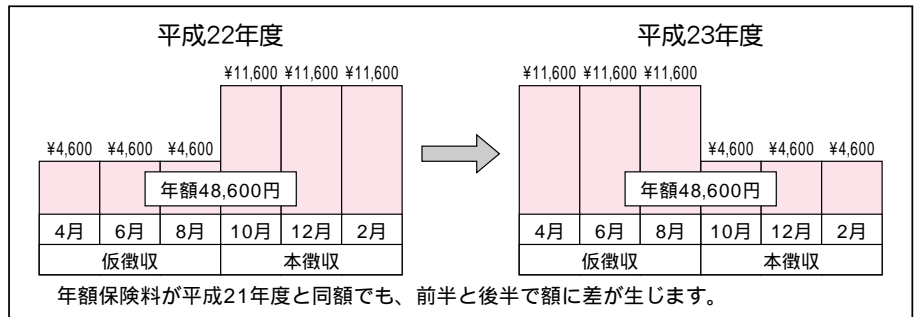 平成22年度
¥11,600 ¥11,600 ¥11,600
¥4,600 ¥4,600 ¥4,600
年額48,600円
4月 6月 8月 10月 12月 2月
仮徴収 本徴収
平成23年度
¥11,600 ¥11,600 ¥11,600
¥4,600 ¥4,600 ¥4,600
年額48,600円
4月 6月 8月 10月 12月 2月
仮徴収 本徴収
年額保険料が平成21年度と同額でも、前半と後半で額に差が生じます。